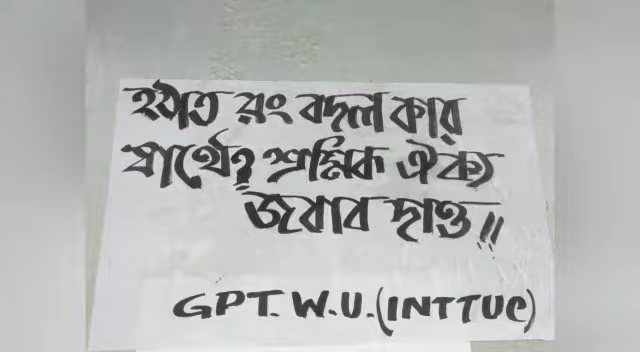 হঠাত রং বদল কার
স্বার্থে? শ্রমিক ঐক্য
জবাব দাও!!
GPT. W.U. (INTTUC)